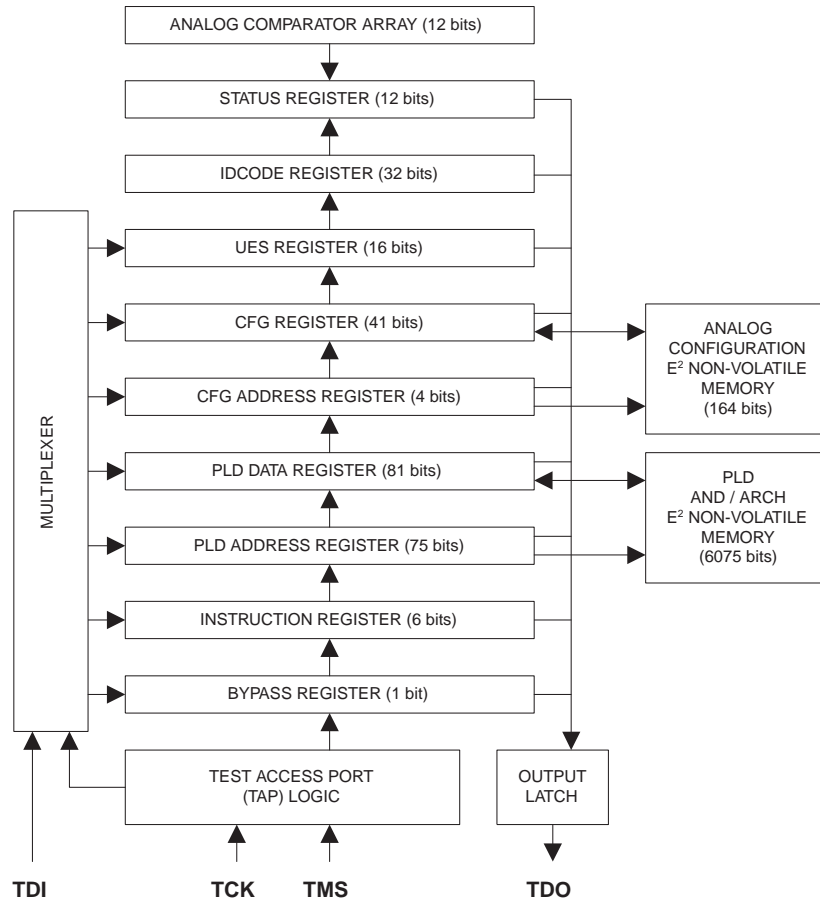 ANALOG COMPARATOR ARRAY (12 bits)
STATUS REGISTER (12 bits)
IDCODE REGISTER (32 bits)
UES REGISTER (16 bits)
CFG REGISTER (41 bits)
CFG ADDRESS REGISTER (4 bits)
PLD DATA REGISTER (81 bits)
PLD ADDRESS REGISTER (75 bits)
INSTRUCTION REGISTER (6 bits)
BYPASS REGISTER (1 bit)
MULTIPLEXER
ANALOG
CONFIGURATION
E² NON-VOLATILE
MEMORY
(164 bits)
PLD
AND / ARCH
E² NON-VOLATILE
MEMORY
(6075 bits)
TEST ACCESS PORT
(TAP) LOGIC
OUTPUT
LATCH
TDI
TCK
TMS
TDO